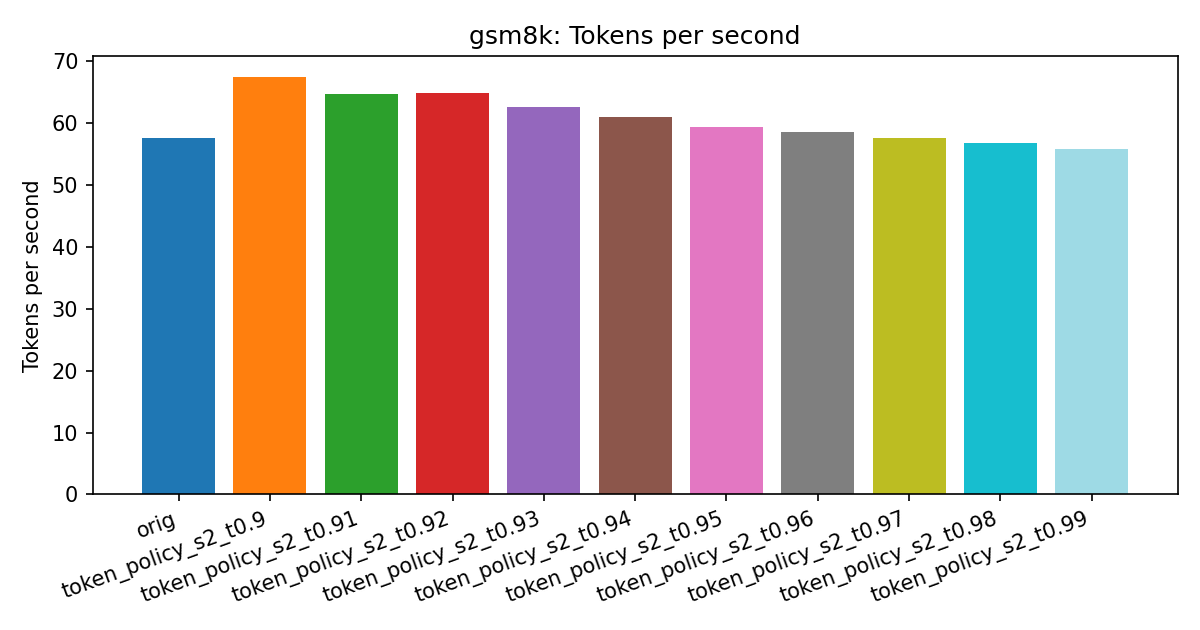 gsm8k: Tokens per second
Tokens per second
70
60
50
40
30
20
10
0
orig
token_policy_s2_t0.9
token_policy_s2_t0.91
token_policy_s2_t0.92
token_policy_s2_t0.93
token_policy_s2_t0.94
token_policy_s2_t0.95
token_policy_s2_t0.96
token_policy_s2_t0.97
token_policy_s2_t0.98
token_policy_s2_t0.99